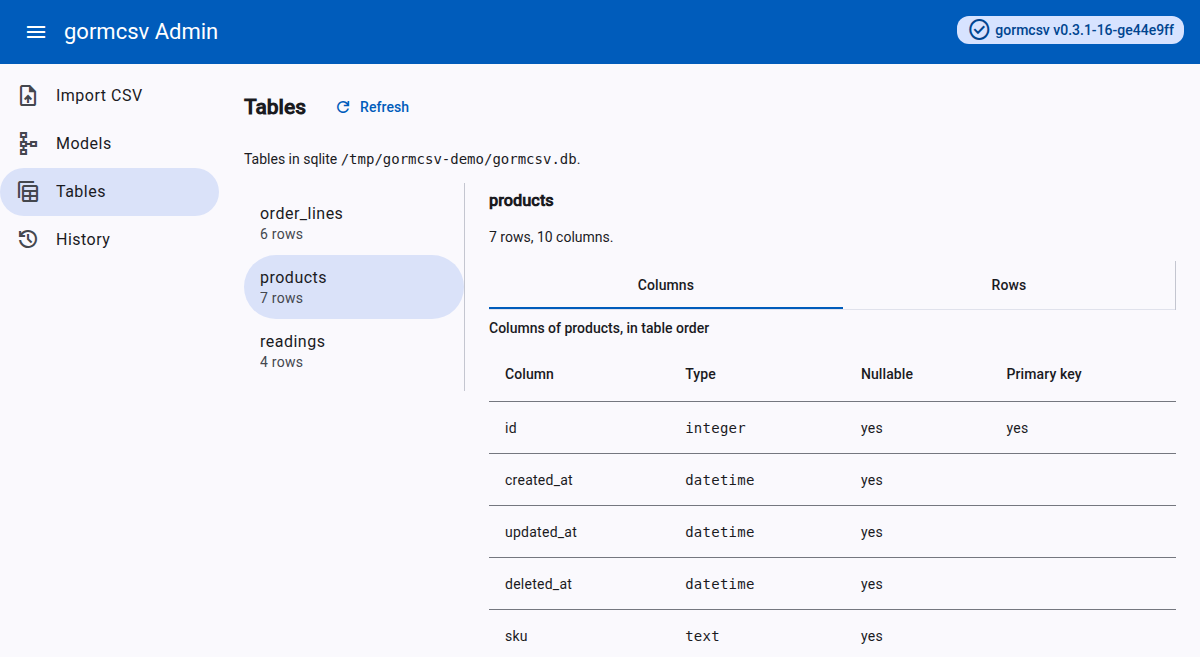 gormcsv Admin
gormcsv v0.3.1-16-ge44e9ff
Import CSV
Models
Tables
History
Tables
Refresh
Tables in sqlite /tmp/gormcsv-demo/gormcsv.db.
order_lines
6 rows
products
7 rows
readings
4 rows
products
7 rows, 10 columns.
Columns Rows
Columns of products, in table order
Column Type Nullable Primary key
id integer yes yes
created_at datetime yes
updated_at datetime yes
deleted_at datetime yes
sku text yes